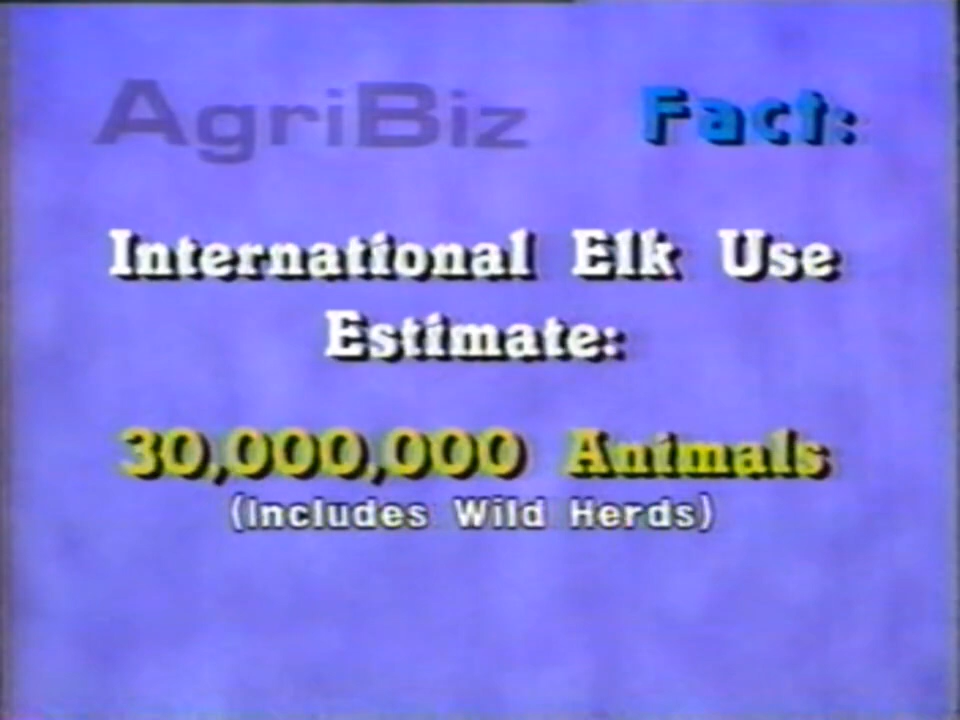 AgriBiz Fact:
International Elk Use
Estimate:
30,000,000 Animals
(Includes Wild Herds)